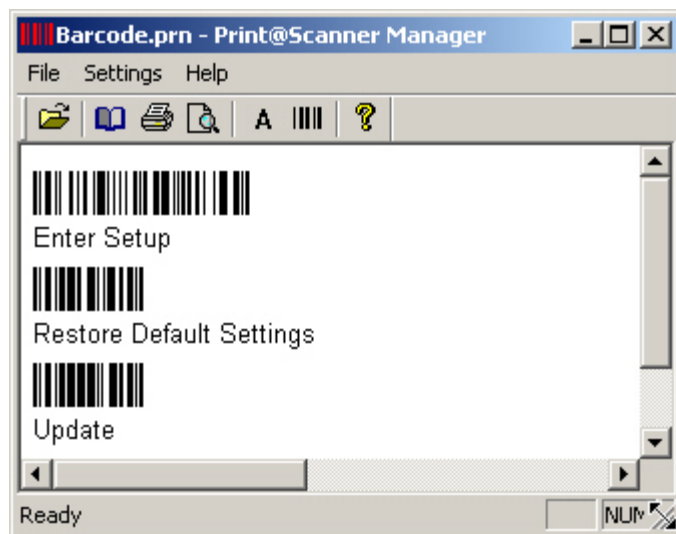 Barcode.prn - Print@Scanner Manager
File Settings Help
A
Enter Setup
Restore Default Settings
Update
Ready